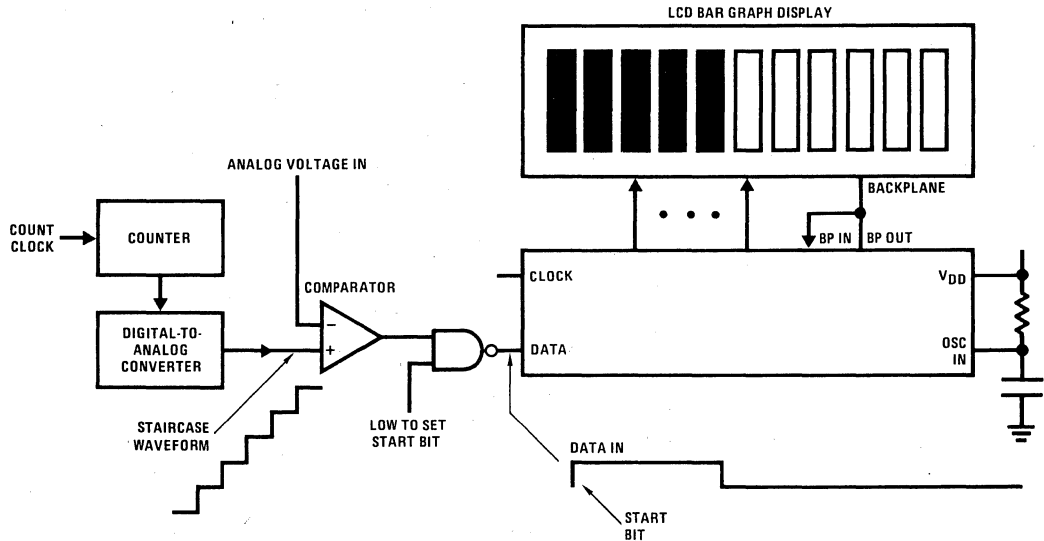 LCD BAR GRAPH DISPLAY
ANALOG VOLTAGE IN
BACKPLANE
COUNT
CLOCK
COUNTER
BP IN
BP OUT
CLOCK
VDD
COMPARATOR
DIGITAL-TO-
ANALOG
CONVERTER
−
+
DATA
OSC
IN
STAIRCASE
WAVEFORM
LOW TO SET
START BIT
DATA IN
START
BIT